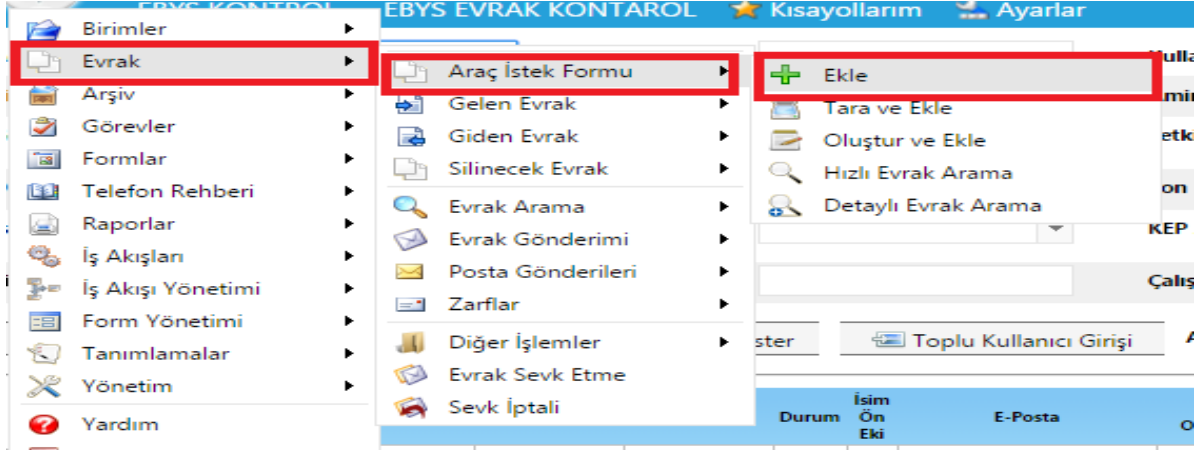 EBYS KONTROL EBYS EVRAK KONTAROL Kısayollarım Ayarlar
Birimler
Evrak
Arşiv
Görevler
Formlar
Telefon Rehberi
Raporlar
İş Akışları
İş Akışı Yönetimi
Form Yönetimi
Tanımlamalar
Yönetim
Yardım
Araç İstek Formu
Gelen Evrak
Giden Evrak
Silinecek Evrak
Evrak Arama
Evrak Gönderimi
Posta Gönderileri
Zarflar
Diğer İşlemler
Evrak Sevk Etme
Sevk İptali
Ekle
Tara ve Ekle
Oluştur ve Ekle
Hızlı Evrak Arama
Detaylı Evrak Arama
KEP
Toplu Kullanıcı Girişi
Durum
İsim
Ön
Eki
E-Posta